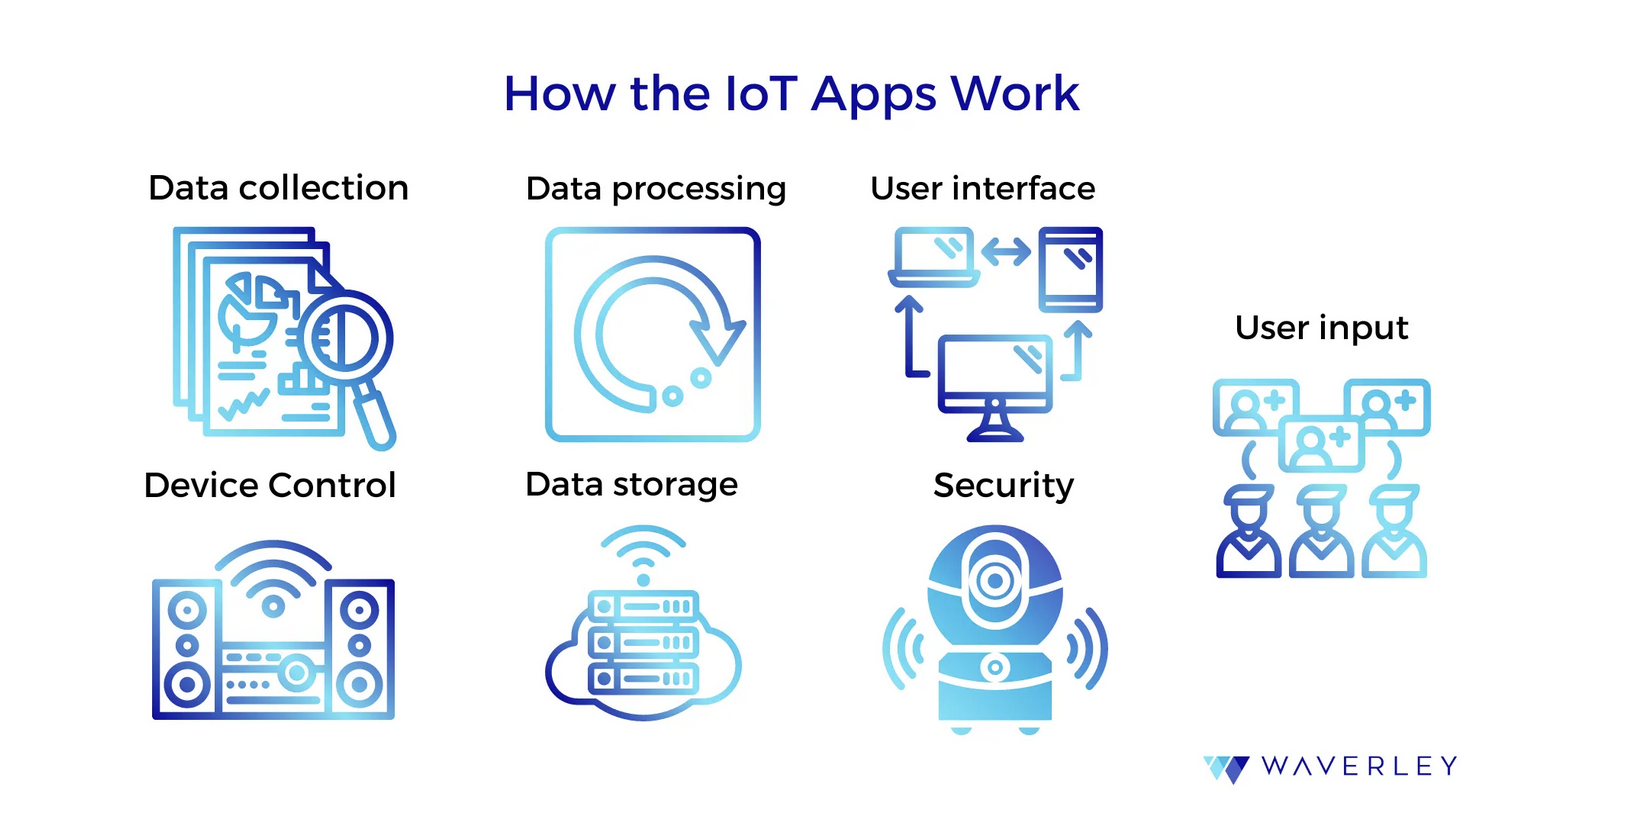 How the IoT Apps Work
Data collection
Data processing
User interface
User input
Device Control
Data storage
Security
WAVERLEY